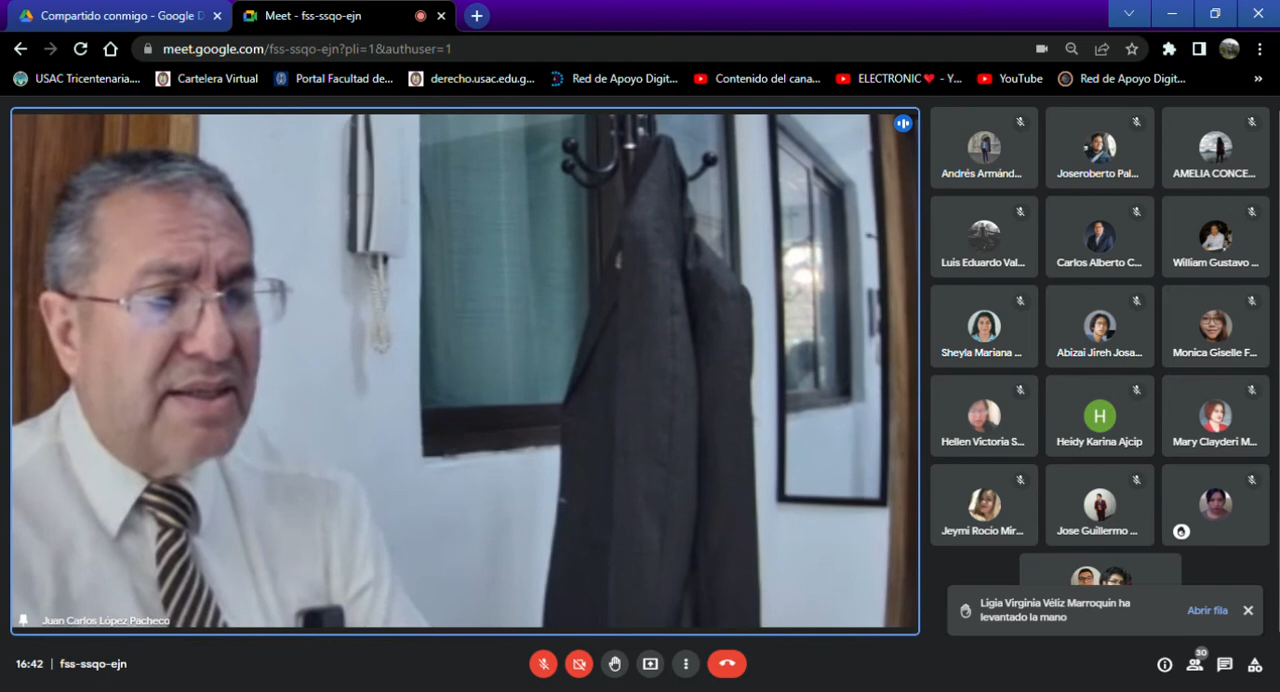 Compartido conmigo - Google D
Meet - fss-ssqo-ejn
meet.google.com/fss-ssqo-ejn?pli=1&authuser=1
USAC Tricentenaria...
Cartelera Virtual
Portal Facultad de...
derecho.usac.edu.g...
Red de Apoyo Digit...
Contenido del cana...
ELECTRONIC❤ - Y...
YouTube
Red de Apoyo Digit...
»
Andrés Armánd...
Joseroberto Pal...
AMELIA CONCE...
Luis Eduardo Val...
Carlos Alberto C...
William Gustavo ...
Sheyla Mariana ...
Abizai Jireh Josa...
Monica Giselle F...
Hellen Victoria S...
H
Heidy Karina Ajcip
Mary Clayderi M...
Jeymi Rocío Mir...
Jose Guillermo ...
Juan Carlos López Pacheco
Ligia Virginia Véliz Marroquín ha
levantado la mano
Abrir fila
16:42 | fss-ssqo-ejn
30